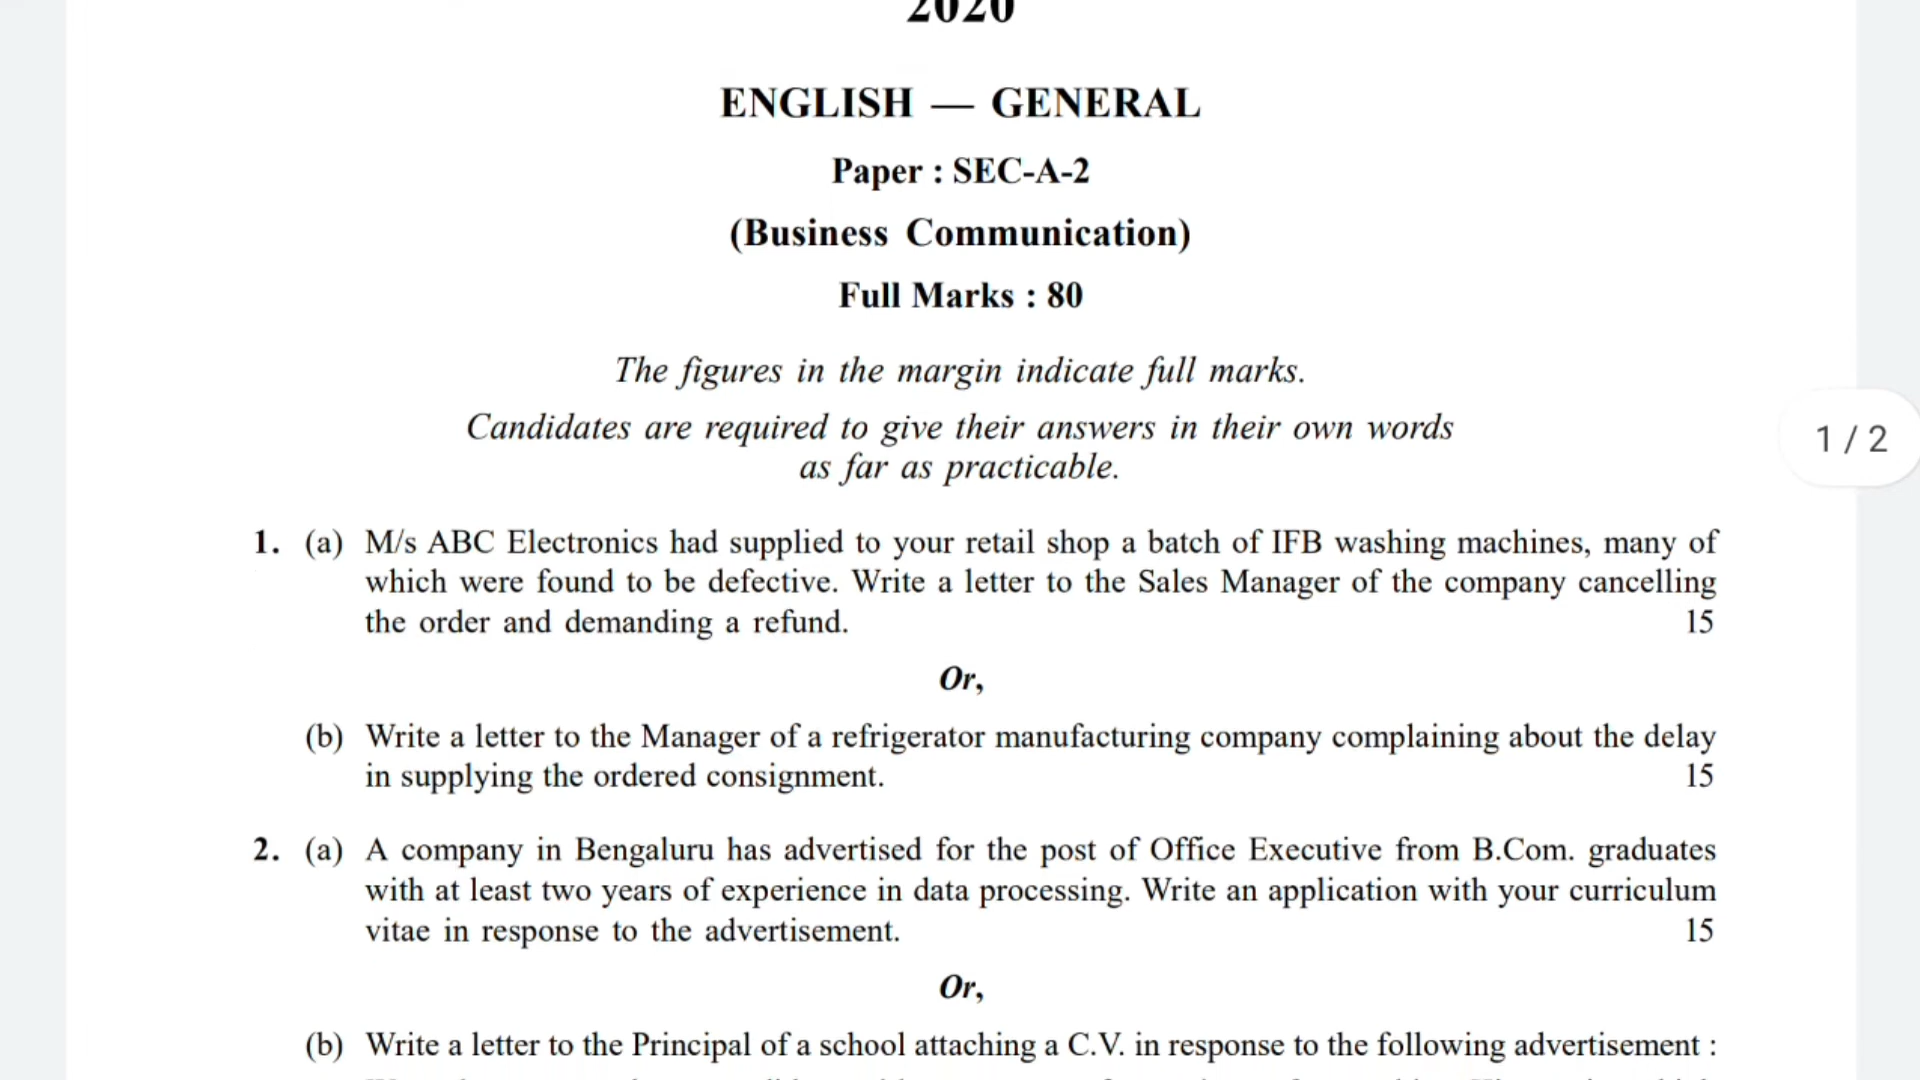 2020
ENGLISH — GENERAL
Paper : SEC-A-2
(Business Communication)
Full Marks : 80
The figures in the margin indicate full marks.
Candidates are required to give their answers in their own words
as far as practicable.
1 / 2
1. (a) M/s ABC Electronics had supplied to your retail shop a batch of IFB washing machines, many of
which were found to be defective. Write a letter to the Sales Manager of the company cancelling
the order and demanding a refund. 15
Or,
(b) Write a letter to the Manager of a refrigerator manufacturing company complaining about the delay
in supplying the ordered consignment. 15
2. (a) A company in Bengaluru has advertised for the post of Office Executive from B.Com. graduates
with at least two years of experience in data processing. Write an application with your curriculum
vitae in response to the advertisement. 15
Or,
(b) Write a letter to the Principal of a school attaching a C.V. in response to the following advertisement :